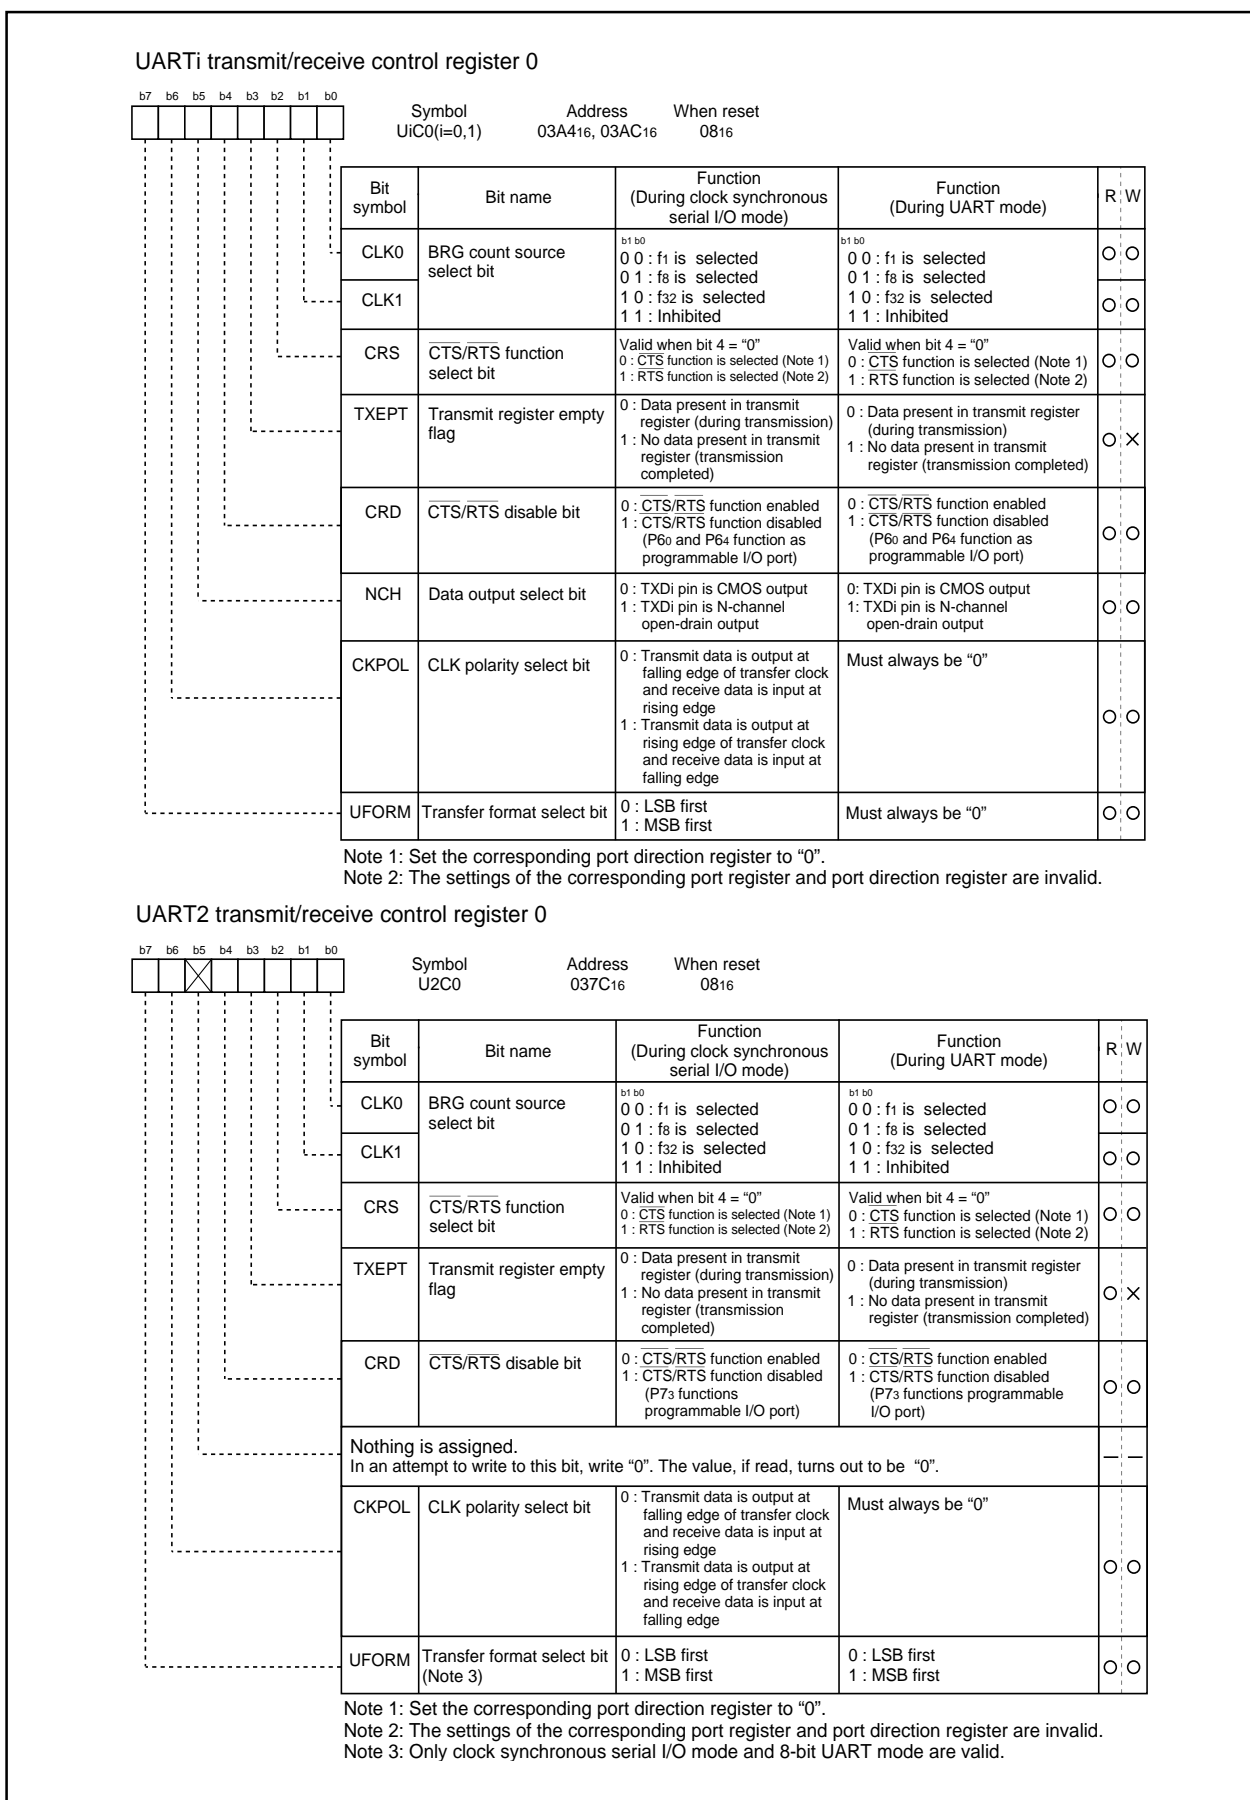 UARTi transmit/receive control register 0
b7 b6 b5 b4 b3 b2 b1 b0
Symbol Address When reset
UiC0(i=0,1) 03A416, 03AC16 0816
Bit symbol Bit name Function (During clock synchronous serial I/O mode) Function (During UART mode) R W
CLK0 BRG count source select bit
CLK1
b1 b0
0 0 : f1 is selected
0 1 : f8 is selected
1 0 : f32 is selected
1 1 : Inhibited
b1 b0
0 0 : f1 is selected
0 1 : f8 is selected
1 0 : f32 is selected
1 1 : Inhibited
CRS CTS/RTS function select bit
Valid when bit 4 = “0”
0 : CTS function is selected (Note 1)
1 : RTS function is selected (Note 2)
Valid when bit 4 = “0”
0 : CTS function is selected (Note 1)
1 : RTS function is selected (Note 2)
TXEPT Transmit register empty flag
0 : Data present in transmit
register (during transmission)
1 : No data present in transmit
register (transmission
completed)
0 : Data present in transmit register
(during transmission)
1 : No data present in transmit
register (transmission completed)
CRD CTS/RTS disable bit
0 : CTS/RTS function enabled
1 : CTS/RTS function disabled
(P60 and P64 function as
programmable I/O port)
0 : CTS/RTS function enabled
1 : CTS/RTS function disabled
(P60 and P64 function as
programmable I/O port)
NCH Data output select bit
0 : TXDi pin is CMOS output
1 : TXDi pin is N-channel
open-drain output
0: TXDi pin is CMOS output
1: TXDi pin is N-channel
open-drain output
CKPOL CLK polarity select bit
0 : Transmit data is output at
falling edge of transfer clock
and receive data is input at
rising edge
1 : Transmit data is output at
rising edge of transfer clock
and receive data is input at
falling edge
Must always be “0”
UFORM Transfer format select bit
0 : LSB first
1 : MSB first
Must always be “0”
Note 1: Set the corresponding port direction register to “0”.
Note 2: The settings of the corresponding port register and port direction register are invalid.
UART2 transmit/receive control register 0
b7 b6 b5 b4 b3 b2 b1 b0
Symbol Address When reset
U2C0 037C16 0816
Bit symbol Bit name Function (During clock synchronous serial I/O mode) Function (During UART mode) R W
CLK0 BRG count source select bit
CLK1
b1 b0
0 0 : f1 is selected
0 1 : f8 is selected
1 0 : f32 is selected
1 1 : Inhibited
b1 b0
0 0 : f1 is selected
0 1 : f8 is selected
1 0 : f32 is selected
1 1 : Inhibited
CRS CTS/RTS function select bit
Valid when bit 4 = “0”
0 : CTS function is selected (Note 1)
1 : RTS function is selected (Note 2)
Valid when bit 4 = “0”
0 : CTS function is selected (Note 1)
1 : RTS function is selected (Note 2)
TXEPT Transmit register empty flag
0 : Data present in transmit
register (during transmission)
1 : No data present in transmit
register (transmission
completed)
0 : Data present in transmit register
(during transmission)
1 : No data present in transmit
register (transmission completed)
CRD CTS/RTS disable bit
0 : CTS/RTS function enabled
1 : CTS/RTS function disabled
(P73 functions
programmable I/O port)
0 : CTS/RTS function enabled
1 : CTS/RTS function disabled
(P73 functions programmable
I/O port)
Nothing is assigned.
In an attempt to write to this bit, write “0”. The value, if read, turns out to be “0”.
CKPOL CLK polarity select bit
0 : Transmit data is output at
falling edge of transfer clock
and receive data is input at
rising edge
1 : Transmit data is output at
rising edge of transfer clock
and receive data is input at
falling edge
Must always be “0”
UFORM Transfer format select bit (Note 3)
0 : LSB first
1 : MSB first
0 : LSB first
1 : MSB first
Note 1: Set the corresponding port direction register to “0”.
Note 2: The settings of the corresponding port register and port direction register are invalid.
Note 3: Only clock synchronous serial I/O mode and 8-bit UART mode are valid.